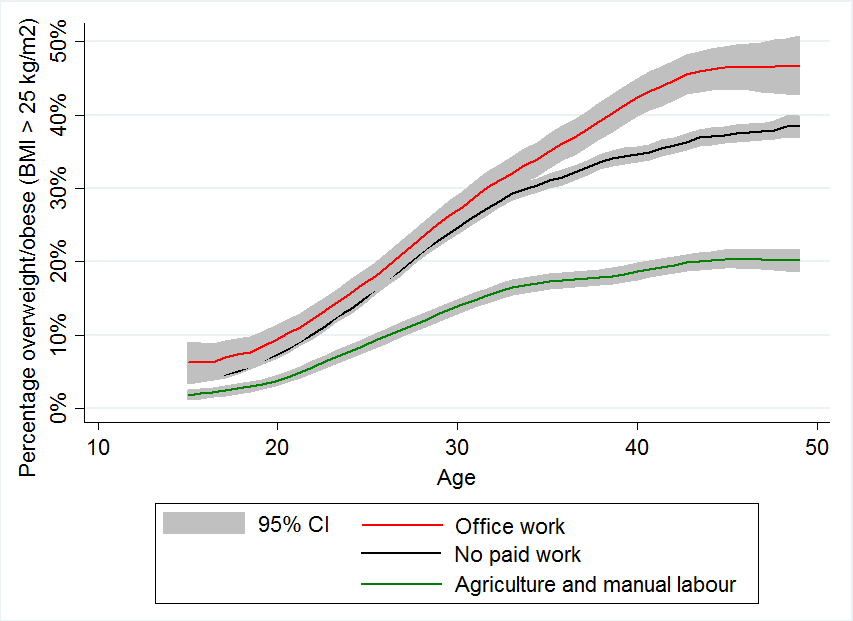 Percentage overweight/obese (BMI > 25 kg/m2)
50%
40%
30%
20%
10%
0%
10 20 30 40 50
Age
95% CI
Office work
No paid work
Agriculture and manual labour